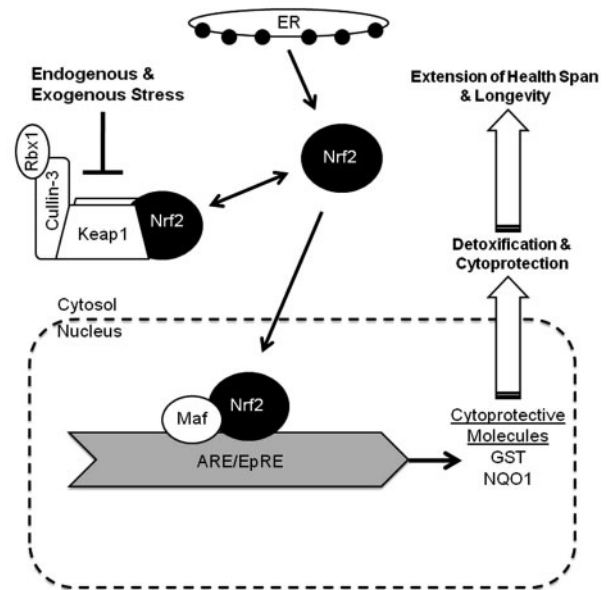 ER
Endogenous &
Exogenous Stress
Extension of Health Span
& Longevity
Rbx1
Cullin-3
Keap1
Nrf2
Nrf2
Detoxification &
Cytoprotection
Cytosol
Nucleus
Maf
Nrf2
ARE/EpRE
Cytoprotective
Molecules
GST
NQO1